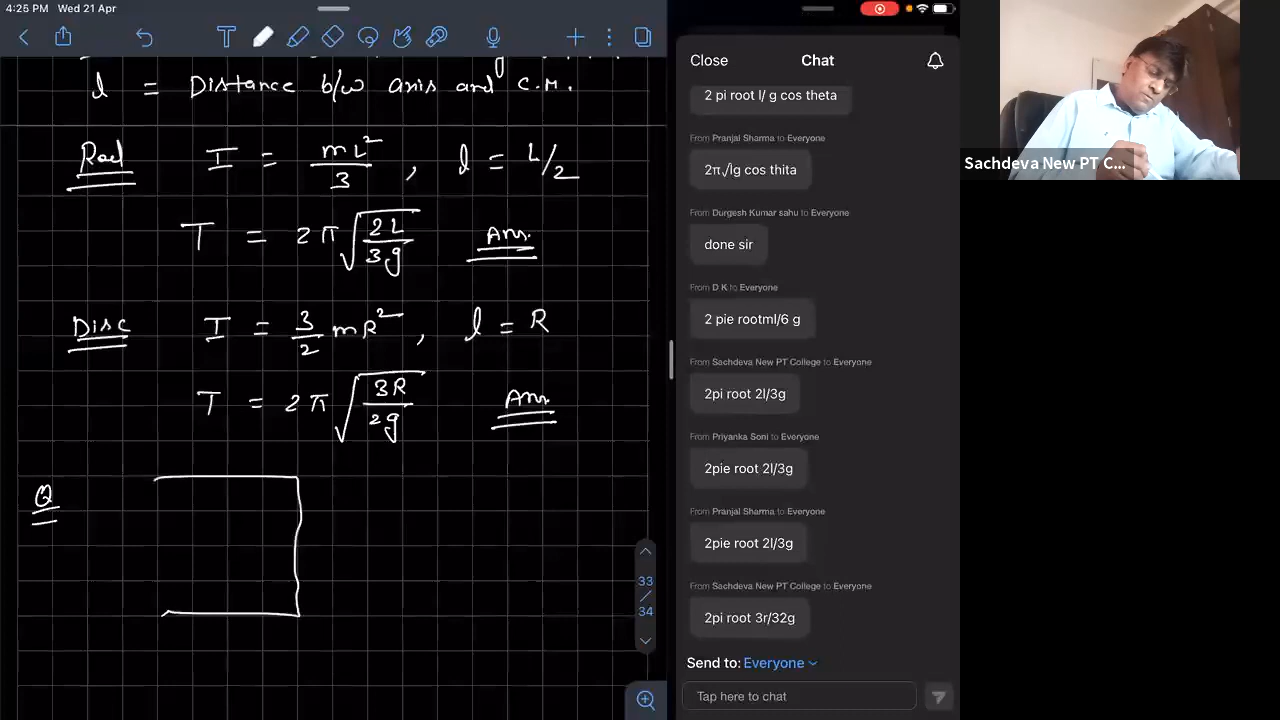 4:25 PM Wed 21 Apr
l = Distance b/w axis and C.M.
Rod I = mL²/3 , l = L/2
T = 2π√(2L/3g) Ans.
Disc I = 3/2 mR² , l = R
T = 2π√(3R/2g) Ans.
Q
33
/
34
Close Chat
2 pi root l/ g cos theta
From Pranjal Sharma to Everyone
2π√/lg cos thita
From Durgesh Kumar sahu to Everyone
done sir
From D K to Everyone
2 pie rootml/6 g
From Sachdeva New PT College to Everyone
2pi root 2l/3g
From Priyanka Soni to Everyone
2pie root 2l/3g
From Pranjal Sharma to Everyone
2pie root 2l/3g
From Sachdeva New PT College to Everyone
2pi root 3r/32g
Send to: Everyone
Tap here to chat
Sachdeva New PT C...